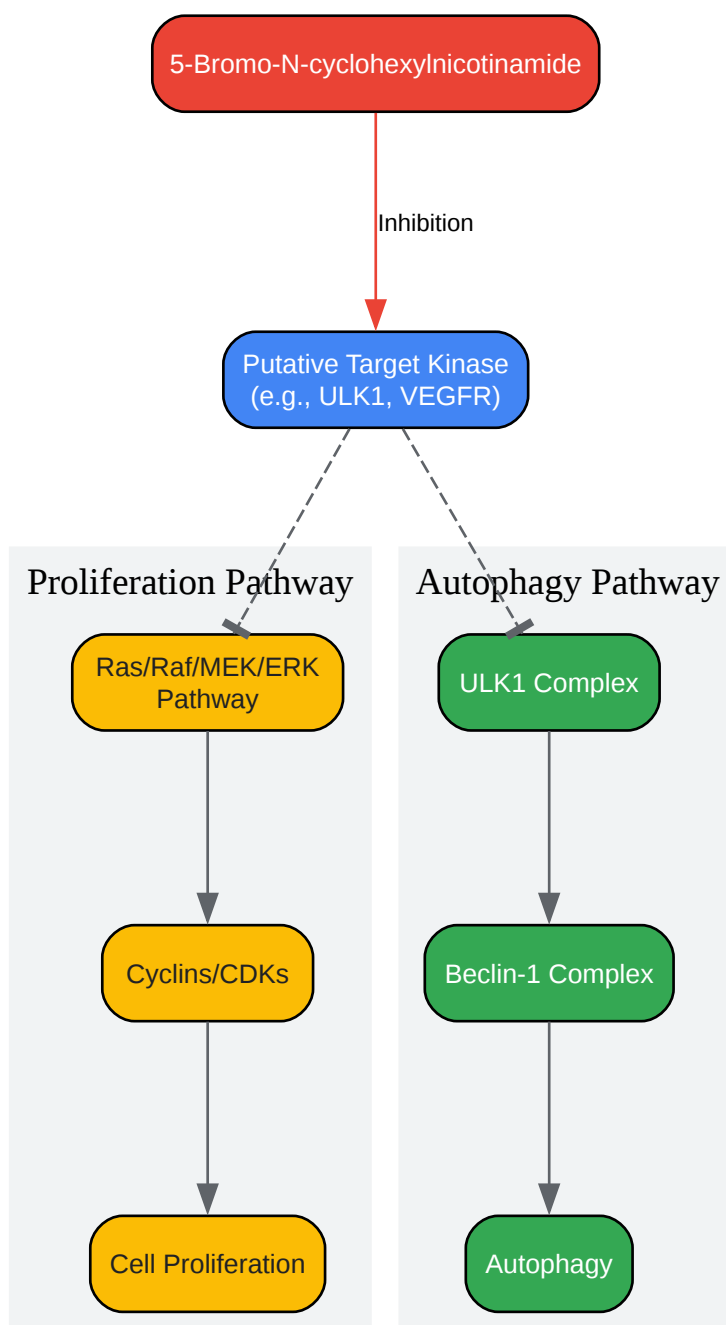 5-Bromo-N-cyclohexylnicotinamide
Inhibition
Putative Target Kinase
(e.g., ULK1, VEGFR)
Proliferation Pathway
Autophagy Pathway
Ras/Raf/MEK/ERK
Pathway
ULK1 Complex
Cyclins/CDKs
Beclin-1 Complex
Cell Proliferation
Autophagy